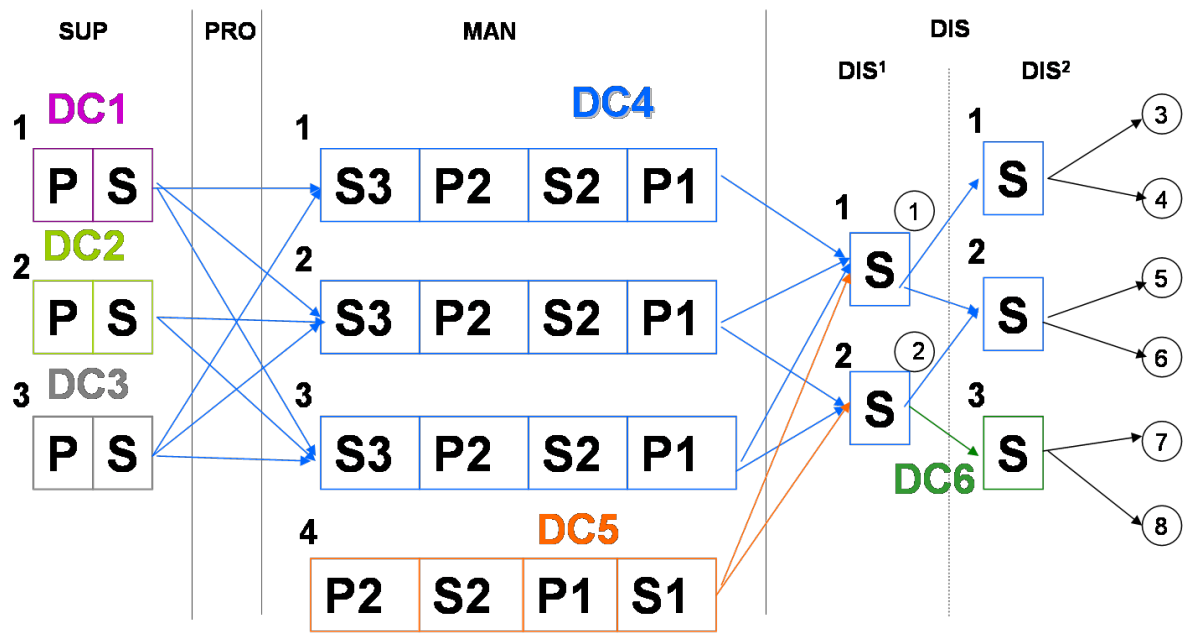 SUP PRO MAN DIS
DIS¹ DIS²
DC1 DC4
1 P S
1 S3 P2 S2 P1
1 S 1
1 S 3
4
DC2
2 P S
2 S3 P2 S2 P1
2 S 2
2 S 5
6
DC3
3 P S
3 S3 P2 S2 P1
DC6
3 S 7
8
DC5
4 P2 S2 P1 S1